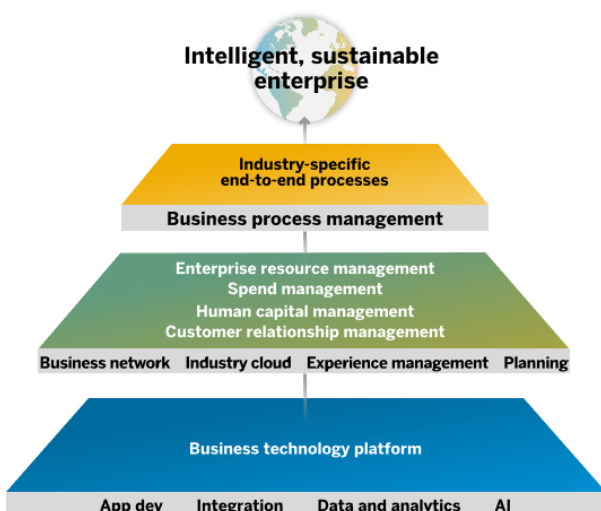 Intelligent, sustainable
enterprise
Industry-specific
end-to-end processes
Business process management
Enterprise resource management
Spend management
Human capital management
Customer relationship management
Business network Industry cloud Experience management Planning
Business technology platform
App dev Integration Data and analytics AI